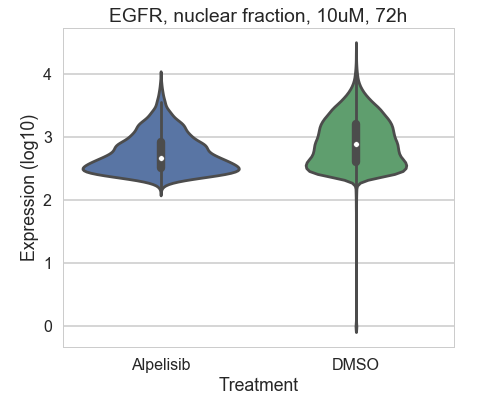 EGFR, nuclear fraction, 10uM, 72h
Expression (log10)
4
3
2
1
0
Alpelisib DMSO
Treatment